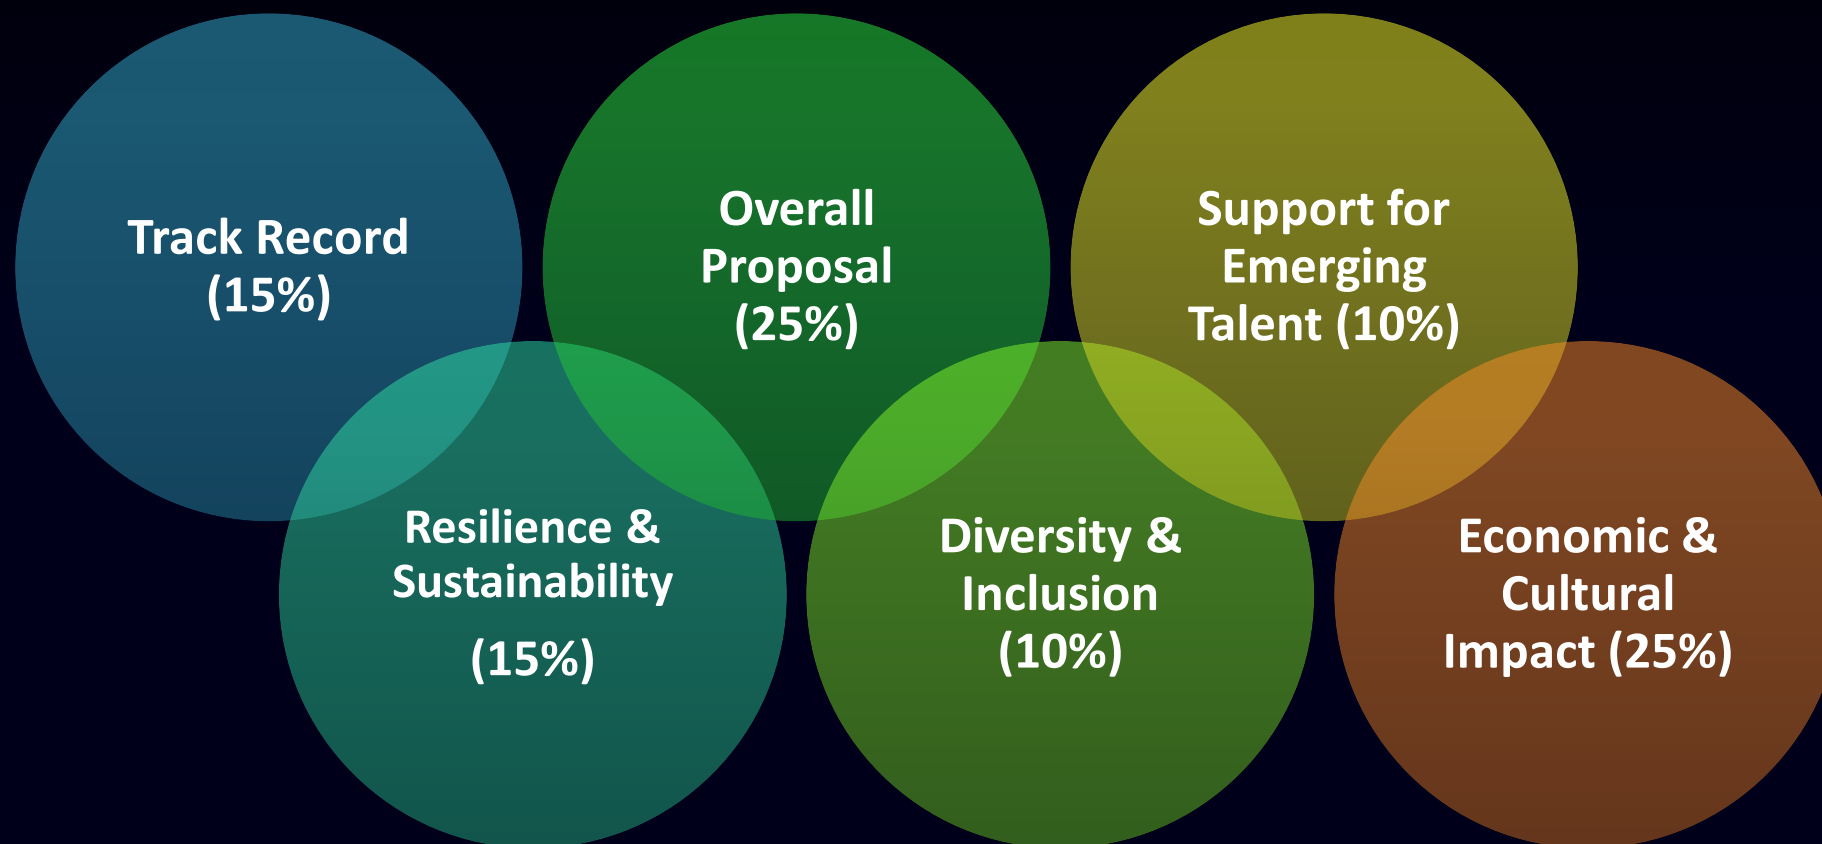 Track Record
(15%)
Resilience &
Sustainability
(15%)
Overall
Proposal
(25%)
Diversity &
Inclusion
(10%)
Support for
Emerging
Talent (10%)
Economic &
Cultural
Impact (25%)